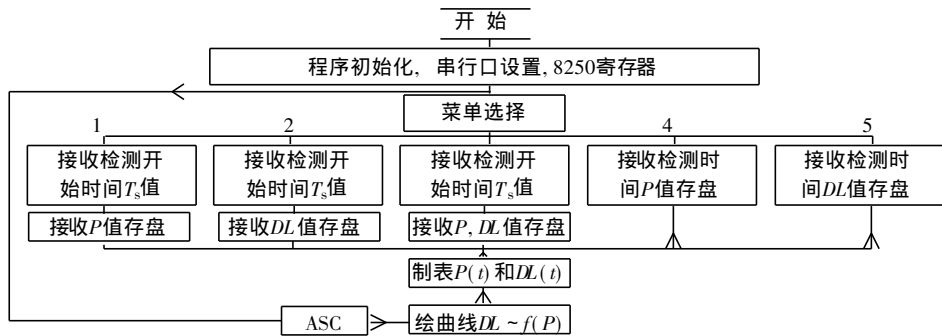 开 始
程序初始化, 串行口设置, 8250寄存器
菜单选择
1 2 4 5
接收检测开
始时间Ts值
接收检测开
始时间Ts值
接收检测开
始时间Ts值
接收检测时
间P值存盘
接收检测时
间DL值存盘
接收P值存盘
接收DL值存盘
接收P, DL值存盘
制表P(t)和DL(t)
ASC
绘曲线DL ~ f(P)